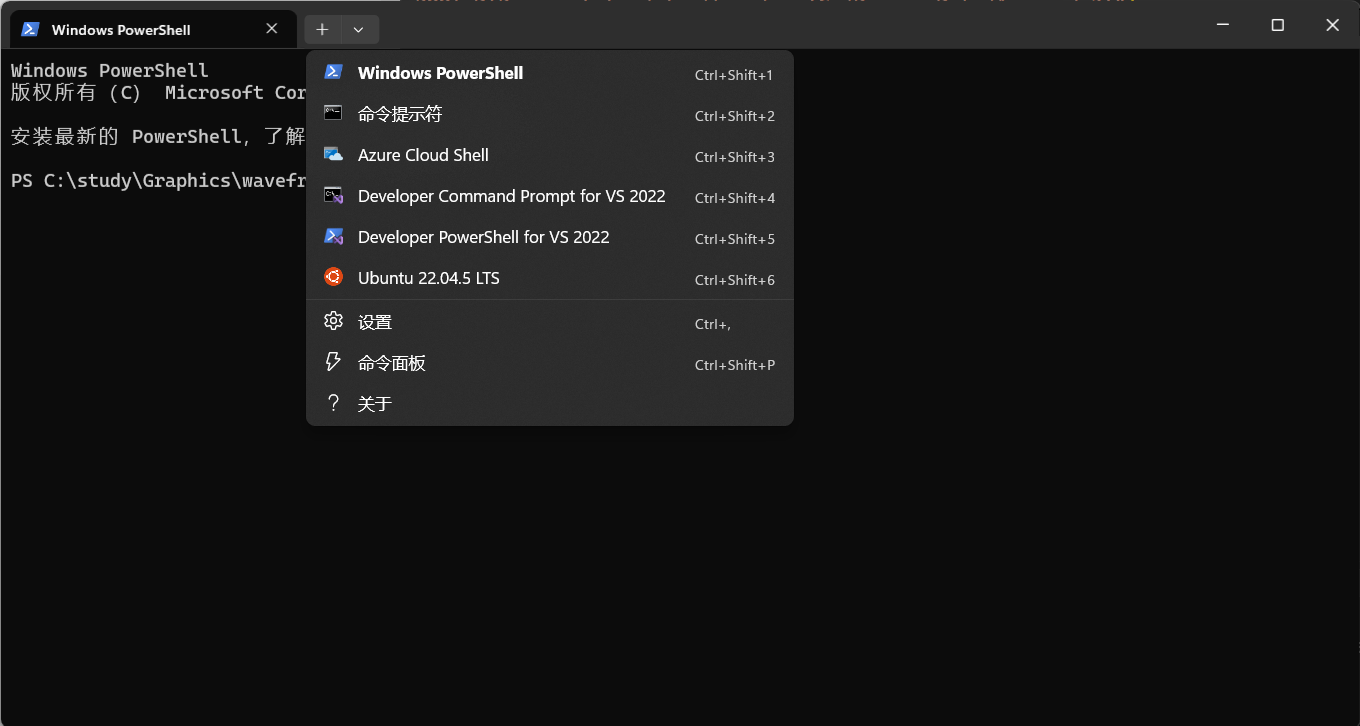 Windows PowerShell
Windows PowerShell
版权所有 (C) Microsoft Cor
安装最新的 PowerShell, 了解
PS C:\study\Graphics\wavefr
Windows PowerShell Ctrl+Shift+1
命令提示符 Ctrl+Shift+2
Azure Cloud Shell Ctrl+Shift+3
Developer Command Prompt for VS 2022 Ctrl+Shift+4
Developer PowerShell for VS 2022 Ctrl+Shift+5
Ubuntu 22.04.5 LTS Ctrl+Shift+6
设置 Ctrl+,
命令面板 Ctrl+Shift+P
关于